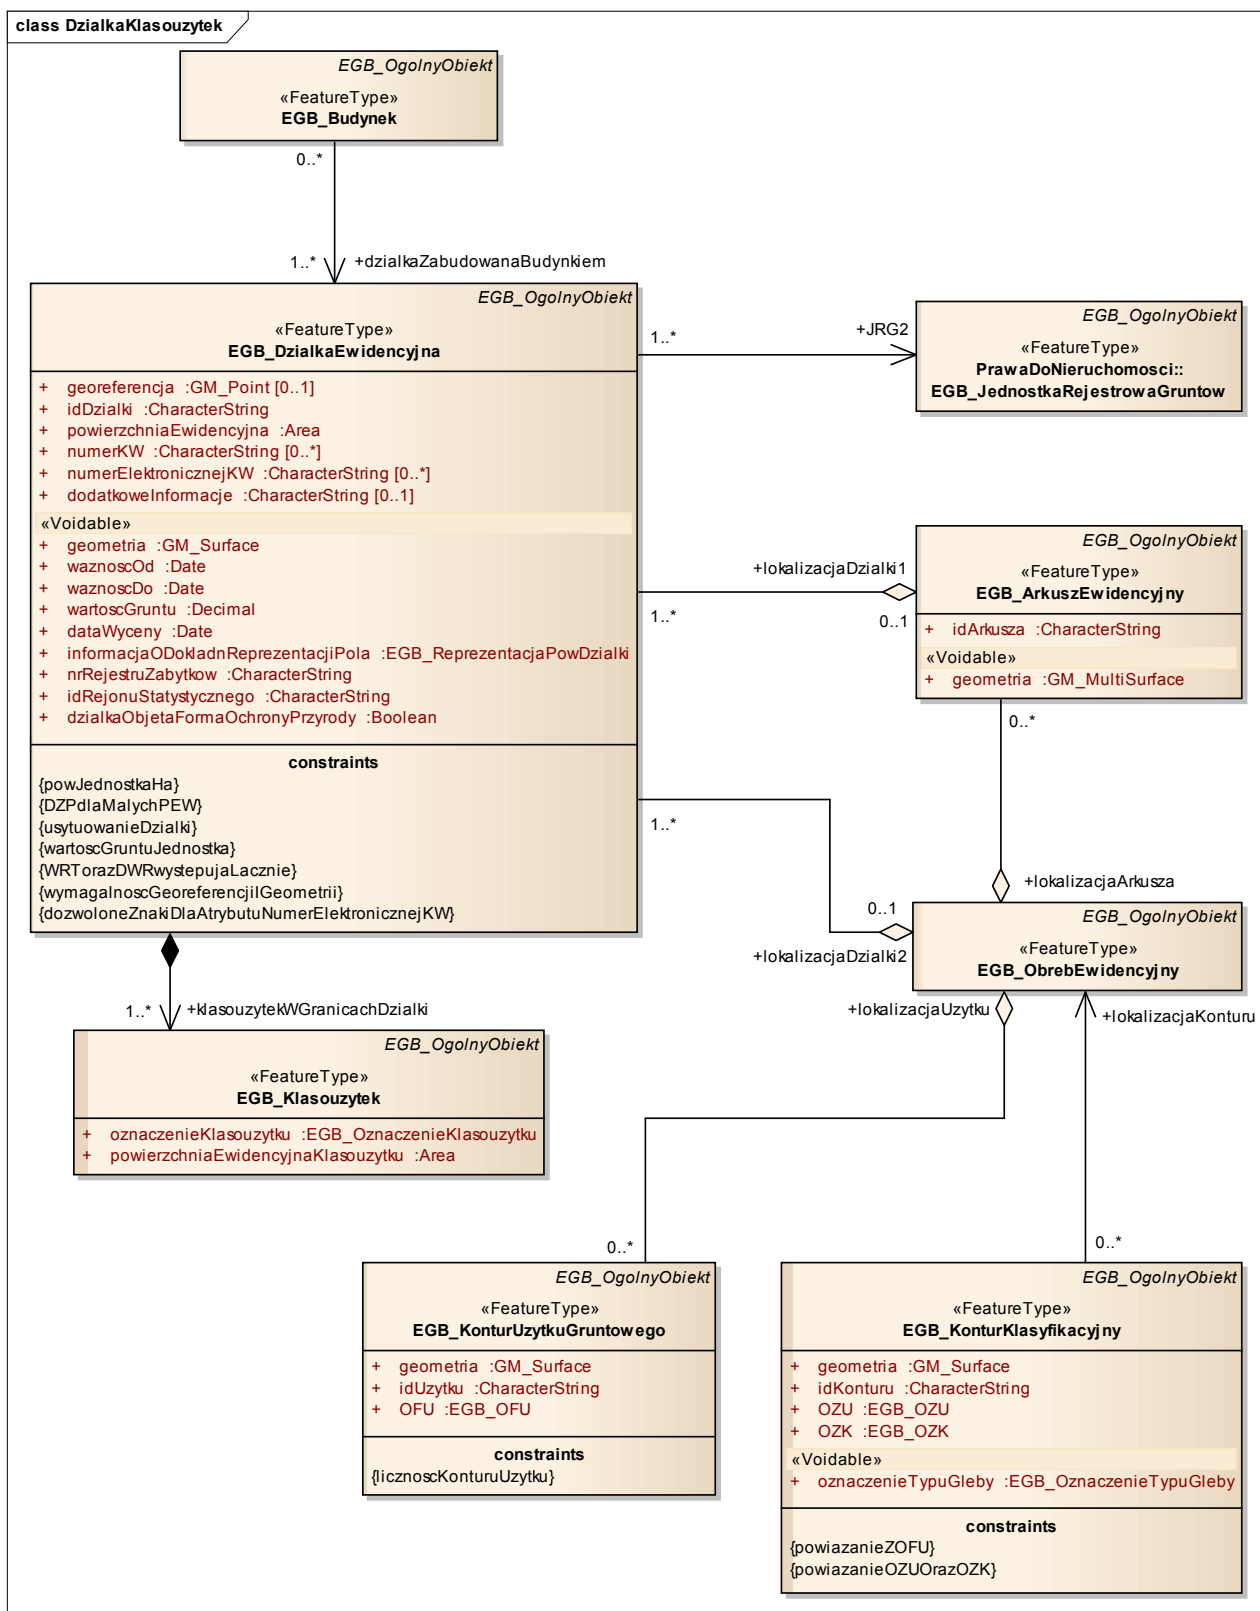 class DzialkaKlasouzytek
EGB_OgolnyObiekt
«FeatureType»
EGB_Budynek
0..*
1..*
+dzialkaZabudowanaBudynkiem
EGB_OgolnyObiekt
«FeatureType»
EGB_DzialkaEwidencyjna
+ georeferencja :GM_Point [0..1]
+ idDzialki :CharacterString
+ powierzchniaEwidencyjna :Area
+ numerKW :CharacterString [0..*]
+ numerElektronicznejKW :CharacterString [0..*]
+ dodatkoweInformacje :CharacterString [0..1]
«Voidable»
+ geometria :GM_Surface
+ waznoscOd :Date
+ waznoscDo :Date
+ wartoscGruntu :Decimal
+ dataWyceny :Date
+ informacjaODokladnReprezentacjiPola :EGB_ReprezentacjaPowDzialki
+ nrRejestruZabytkow :CharacterString
+ idRejonuStatystycznego :CharacterString
+ dzialkaObjetaFormaOchronyPrzyrody :Boolean
constraints
{powJednostkaHa}
{DZPdlaMalychPEW}
{usytuowanieDzialki}
{wartoscGruntuJednostka}
{WRTorazDWRwystepujaLacznie}
{wymagalnoscGeoreferencjiIGeometrii}
{dozwoloneZnakiDlaAtrybutuNumerElektronicznejKW}
1..*
+JRG2
EGB_OgolnyObiekt
«FeatureType»
PrawaDoNieruchomosci::
EGB_JednostkaRejestrowaGruntow
+lokalizacjaDzialki1
1..*
0..1
EGB_OgolnyObiekt
«FeatureType»
EGB_ArkuszEwidencyjny
+ idArkusza :CharacterString
«Voidable»
+ geometria :GM_MultiSurface
0..*
+lokalizacjaArkusza
1..*
0..1
+lokalizacjaDzialki2
EGB_OgolnyObiekt
«FeatureType»
EGB_ObrebEwidencyjny
+lokalizacjaUzytku
+lokalizacjaKonturu
1..*
+klasouzytekWGranicachDzialki
EGB_OgolnyObiekt
«FeatureType»
EGB_Klasouzytek
+ oznaczenieKlasouzytku :EGB_OznaczenieKlasouzytku
+ powierzchniaEwidencyjnaKlasouzytku :Area
0..*
0..*
EGB_OgolnyObiekt
«FeatureType»
EGB_KonturUzytkuGruntowego
+ geometria :GM_Surface
+ idUzytku :CharacterString
+ OFU :EGB_OFU
constraints
{licznoscKonturuUzytku}
EGB_OgolnyObiekt
«FeatureType»
EGB_KonturKlasyfikacyjny
+ geometria :GM_Surface
+ idKonturu :CharacterString
+ OZU :EGB_OZU
+ OZK :EGB_OZK
«Voidable»
+ oznaczenieTypuGleby :EGB_OznaczenieTypuGleby
constraints
{powiazanieZOFU}
{powiazanieOZUOrazOZK}